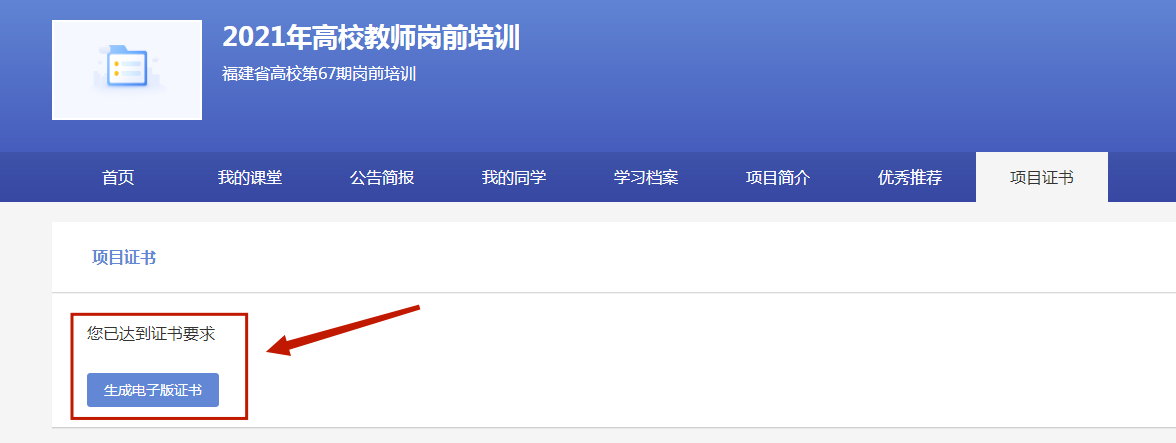 2021年高校教师岗前培训
福建省高校第67期岗前培训
首页 我的课堂 公告简报 我的同学 学习档案 项目简介 优秀推荐 项目证书
项目证书
您已达到证书要求
生成电子版证书